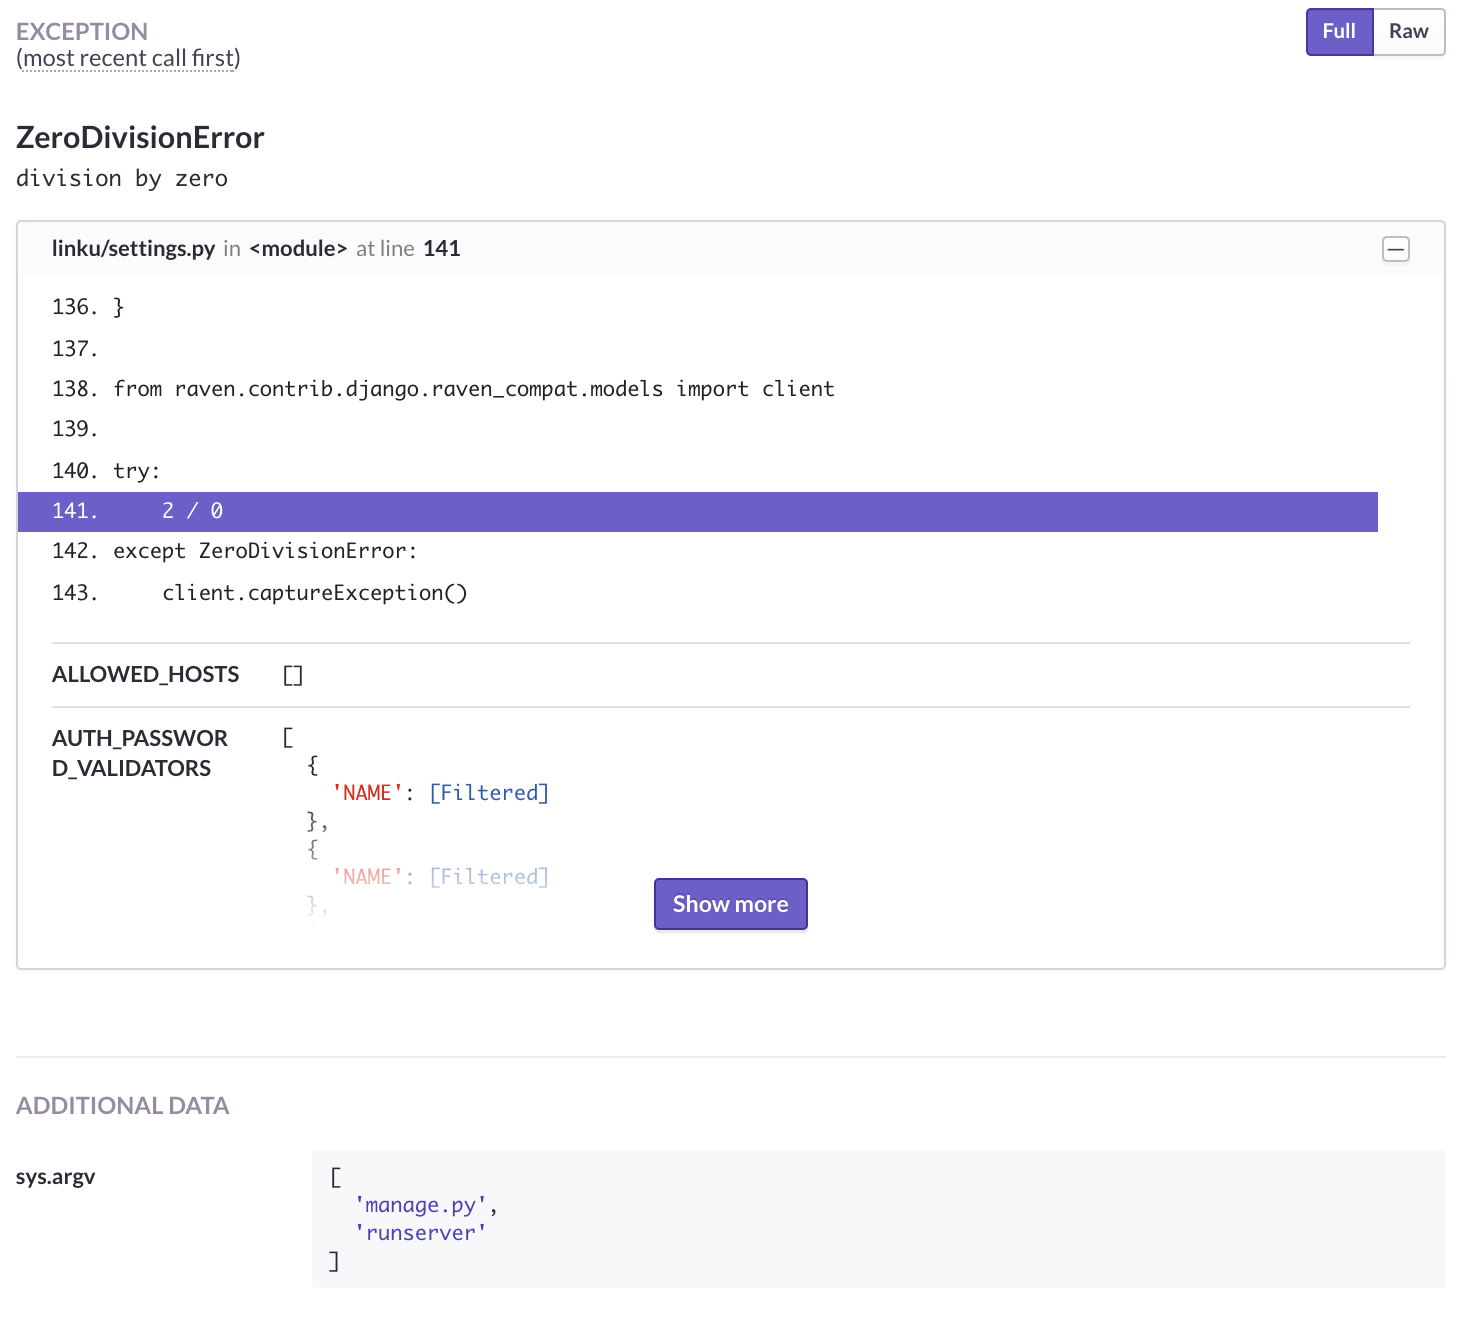 EXCEPTION
(most recent call first)
Full
Raw
ZeroDivisionError
division by zero
linku/settings.py in <module> at line 141
136. }
137.
138. from raven.contrib.django.raven_compat.models import client
139.
140. try:
141.     2 / 0
142. except ZeroDivisionError:
143.     client.captureException()
ALLOWED_HOSTS []
AUTH_PASSWOR
D_VALIDATORS
[
{
'NAME': [Filtered]
},
{
'NAME': [Filtered]
},
Show more
ADDITIONAL DATA
sys.argv
[
'manage.py',
'runserver'
]